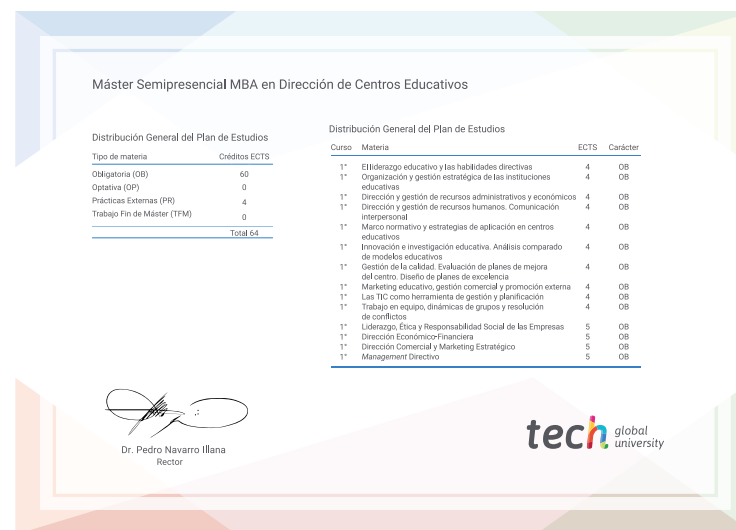 Máster Semipresencial MBA en Dirección de Centros Educativos
Distribución General del Plan de Estudios
Tipo de materia Créditos ECTS
Obligatoria (OB) 60
Optativa (OP) 0
Prácticas Externas (PR) 4
Trabajo Fin de Máster (TFM) 0
Total 64
Distribución General del Plan de Estudios
Curso Materia ECTS Carácter
1º El liderazgo educativo y las habilidades directivas 4 OB
1º Organización y gestión estratégica de las instituciones 4 OB
educativas
1º Dirección y gestión de recursos administrativos y económicos 4 OB
1º Dirección y gestión de recursos humanos. Comunicación 4 OB
interpersonal
1º Marco normativo y estrategias de aplicación en centros 4 OB
educativos
1º Innovación e investigación educativa. Análisis comparado 4 OB
de modelos educativos
1º Gestión de la calidad. Evaluación de planes de mejora 4 OB
del centro. Diseño de planes de excelencia
1º Marketing educativo, gestión comercial y promoción externa 4 OB
1º Las TIC como herramienta de gestión y planificación 4 OB
1º Trabajo en equipo, dinámicas de grupos y resolución 4 OB
de conflictos
1º Liderazgo, Ética y Responsabilidad Social de las Empresas 5 OB
1º Dirección Económico-Financiera 5 OB
1º Dirección Comercial y Marketing Estratégico 5 OB
1º Management Directivo 5 OB
Dr. Pedro Navarro Illana
Rector
tech global
university